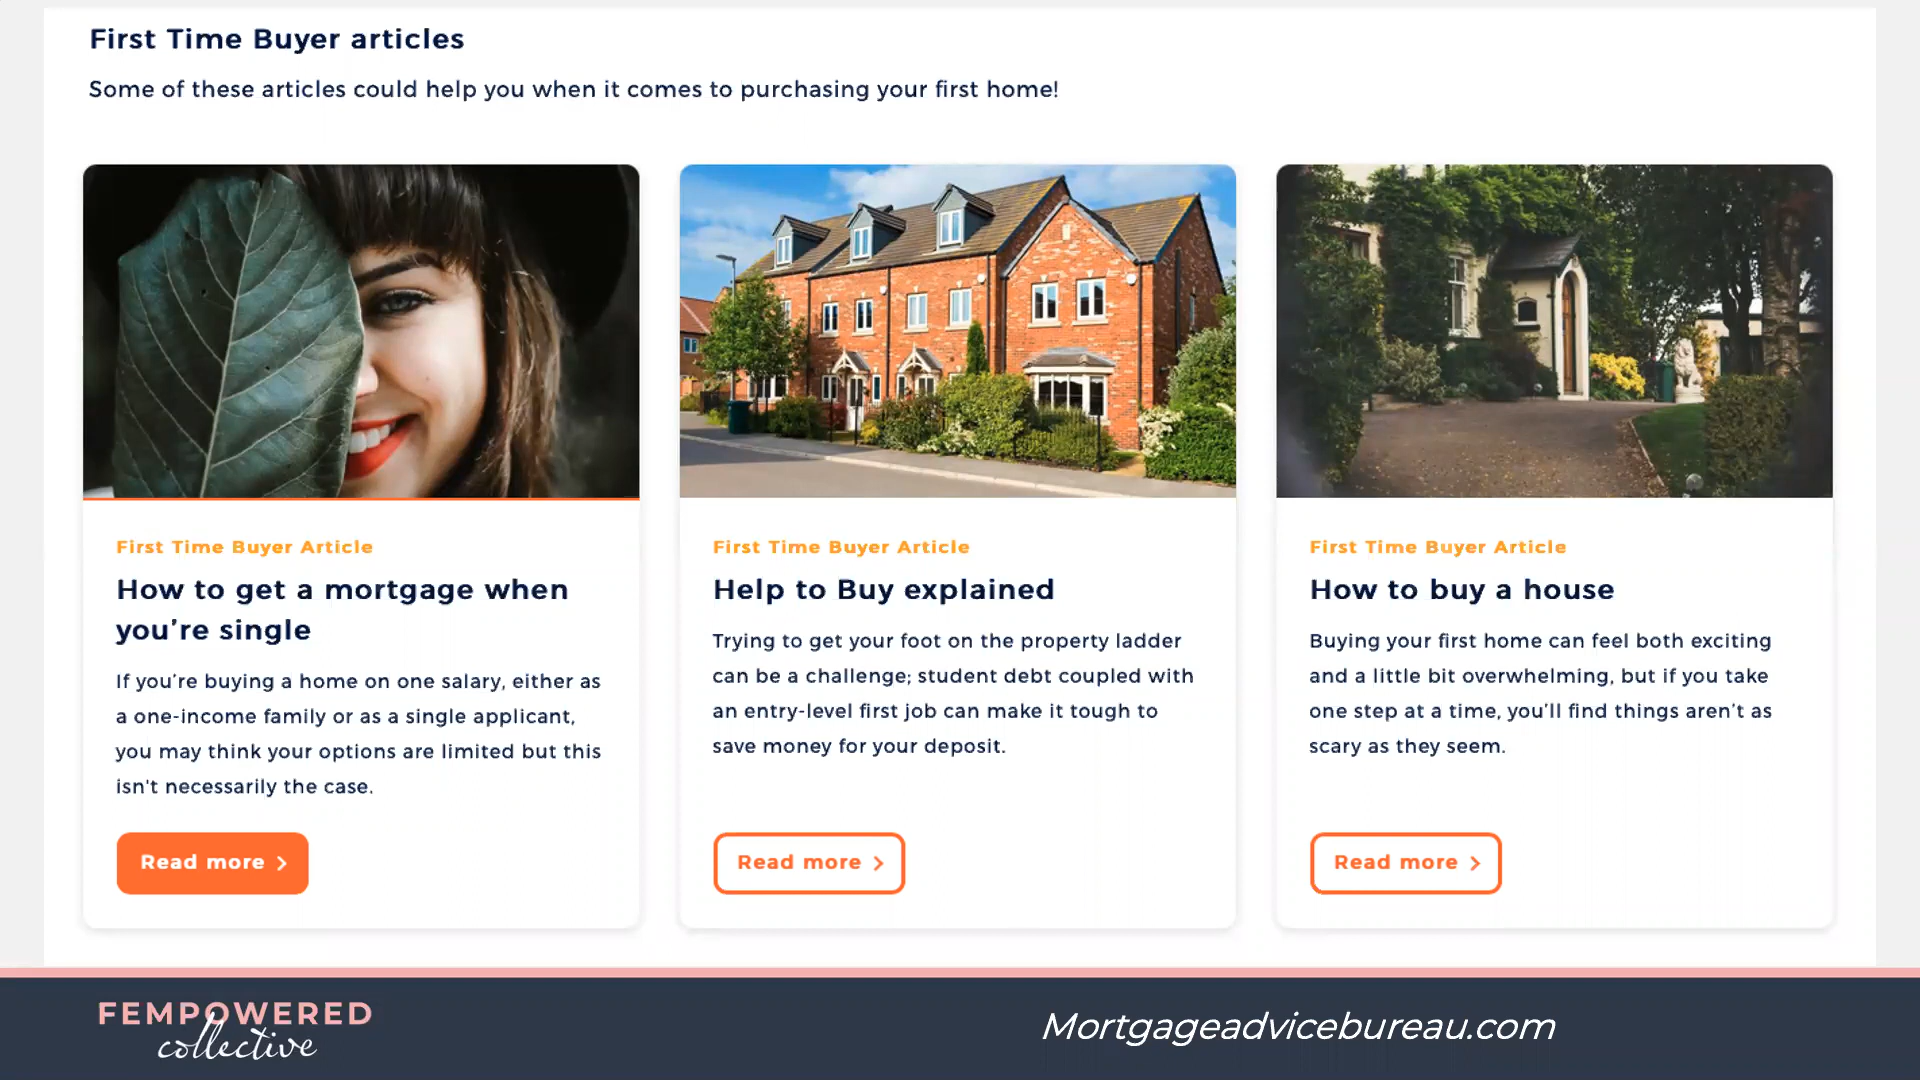 First Time Buyer articles
Some of these articles could help you when it comes to purchasing your first home!
First Time Buyer Article
How to get a mortgage when
you’re single
If you’re buying a home on one salary, either as
a one-income family or as a single applicant,
you may think your options are limited but this
isn't necessarily the case.
Read more
First Time Buyer Article
Help to Buy explained
Trying to get your foot on the property ladder
can be a challenge; student debt coupled with
an entry-level first job can make it tough to
save money for your deposit.
Read more
First Time Buyer Article
How to buy a house
Buying your first home can feel both exciting
and a little bit overwhelming, but if you take
one step at a time, you’ll find things aren’t as
scary as they seem.
Read more
FEMPOWERED
collective
Mortgageadvicebureau.com